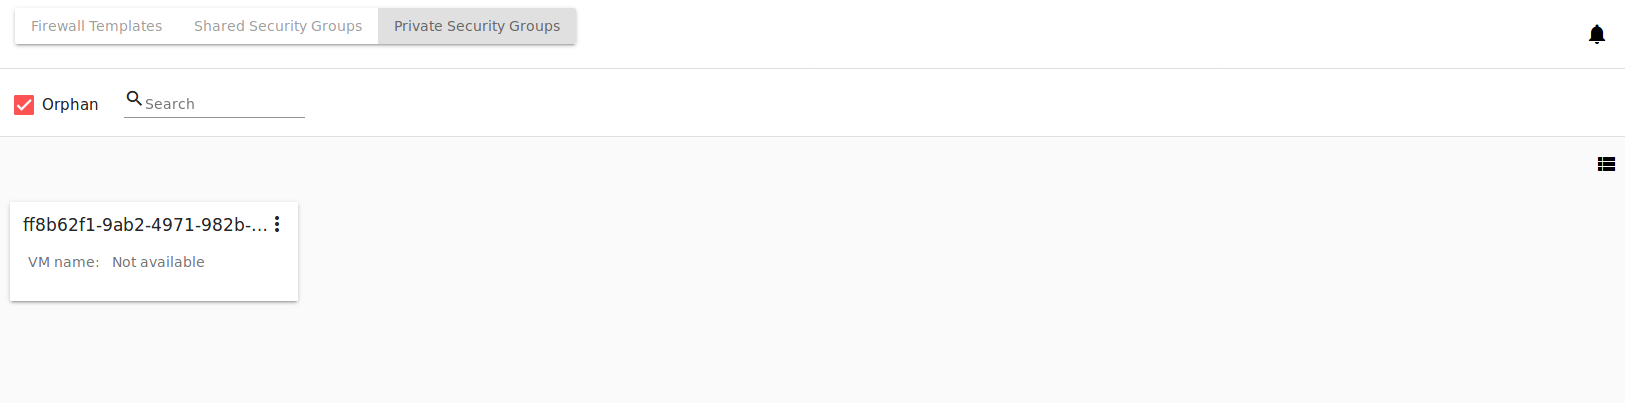 Firewall Templates Shared Security Groups Private Security Groups
Orphan Search
ff8b62f1-9ab2-4971-982b-...
VM name: Not available